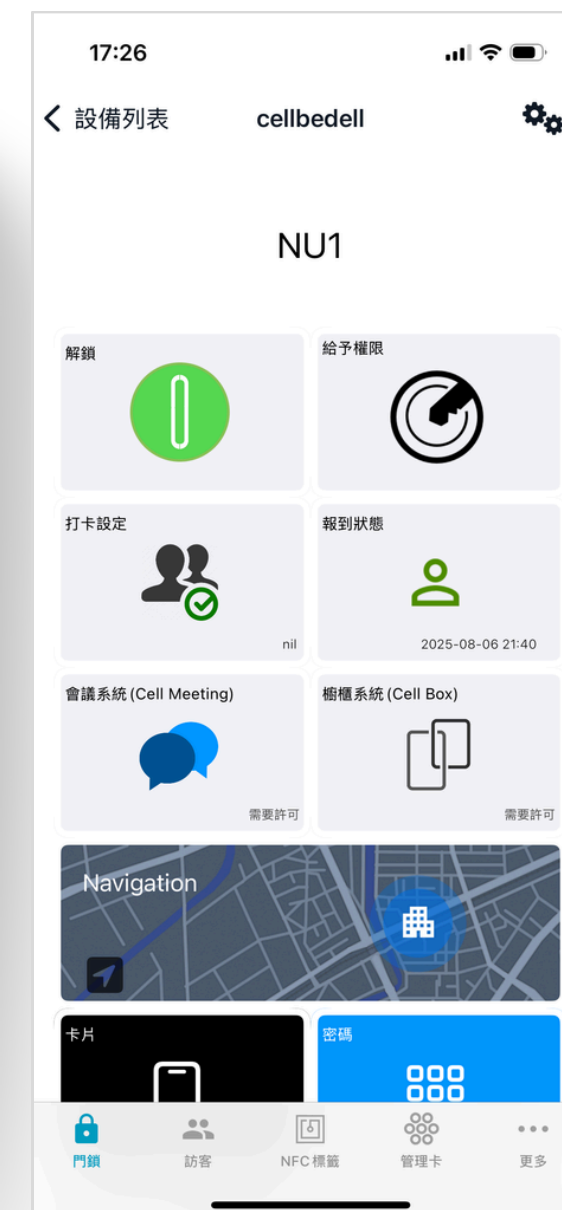 17:26
設備列表
cellbedell
NU1
解鎖
給予權限
打卡設定
報到狀態
nil
2025-08-06 21:40
會議系統 (Cell Meeting)
櫥櫃系統 (Cell Box)
需要許可
需要許可
Navigation
卡片
密碼
門鎖
訪客
NFC 標籤
管理卡
更多